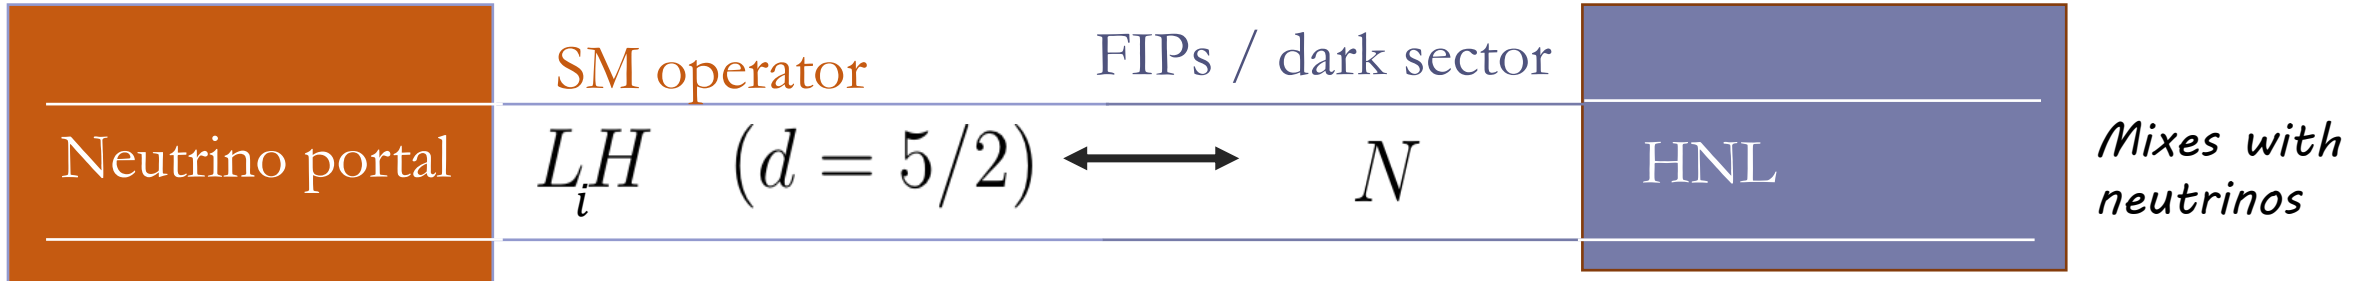 SM operator FIPs / dark sector
Neutrino portal L_iH (d = 5/2) ⟷ N HNL Mixes with
neutrinos